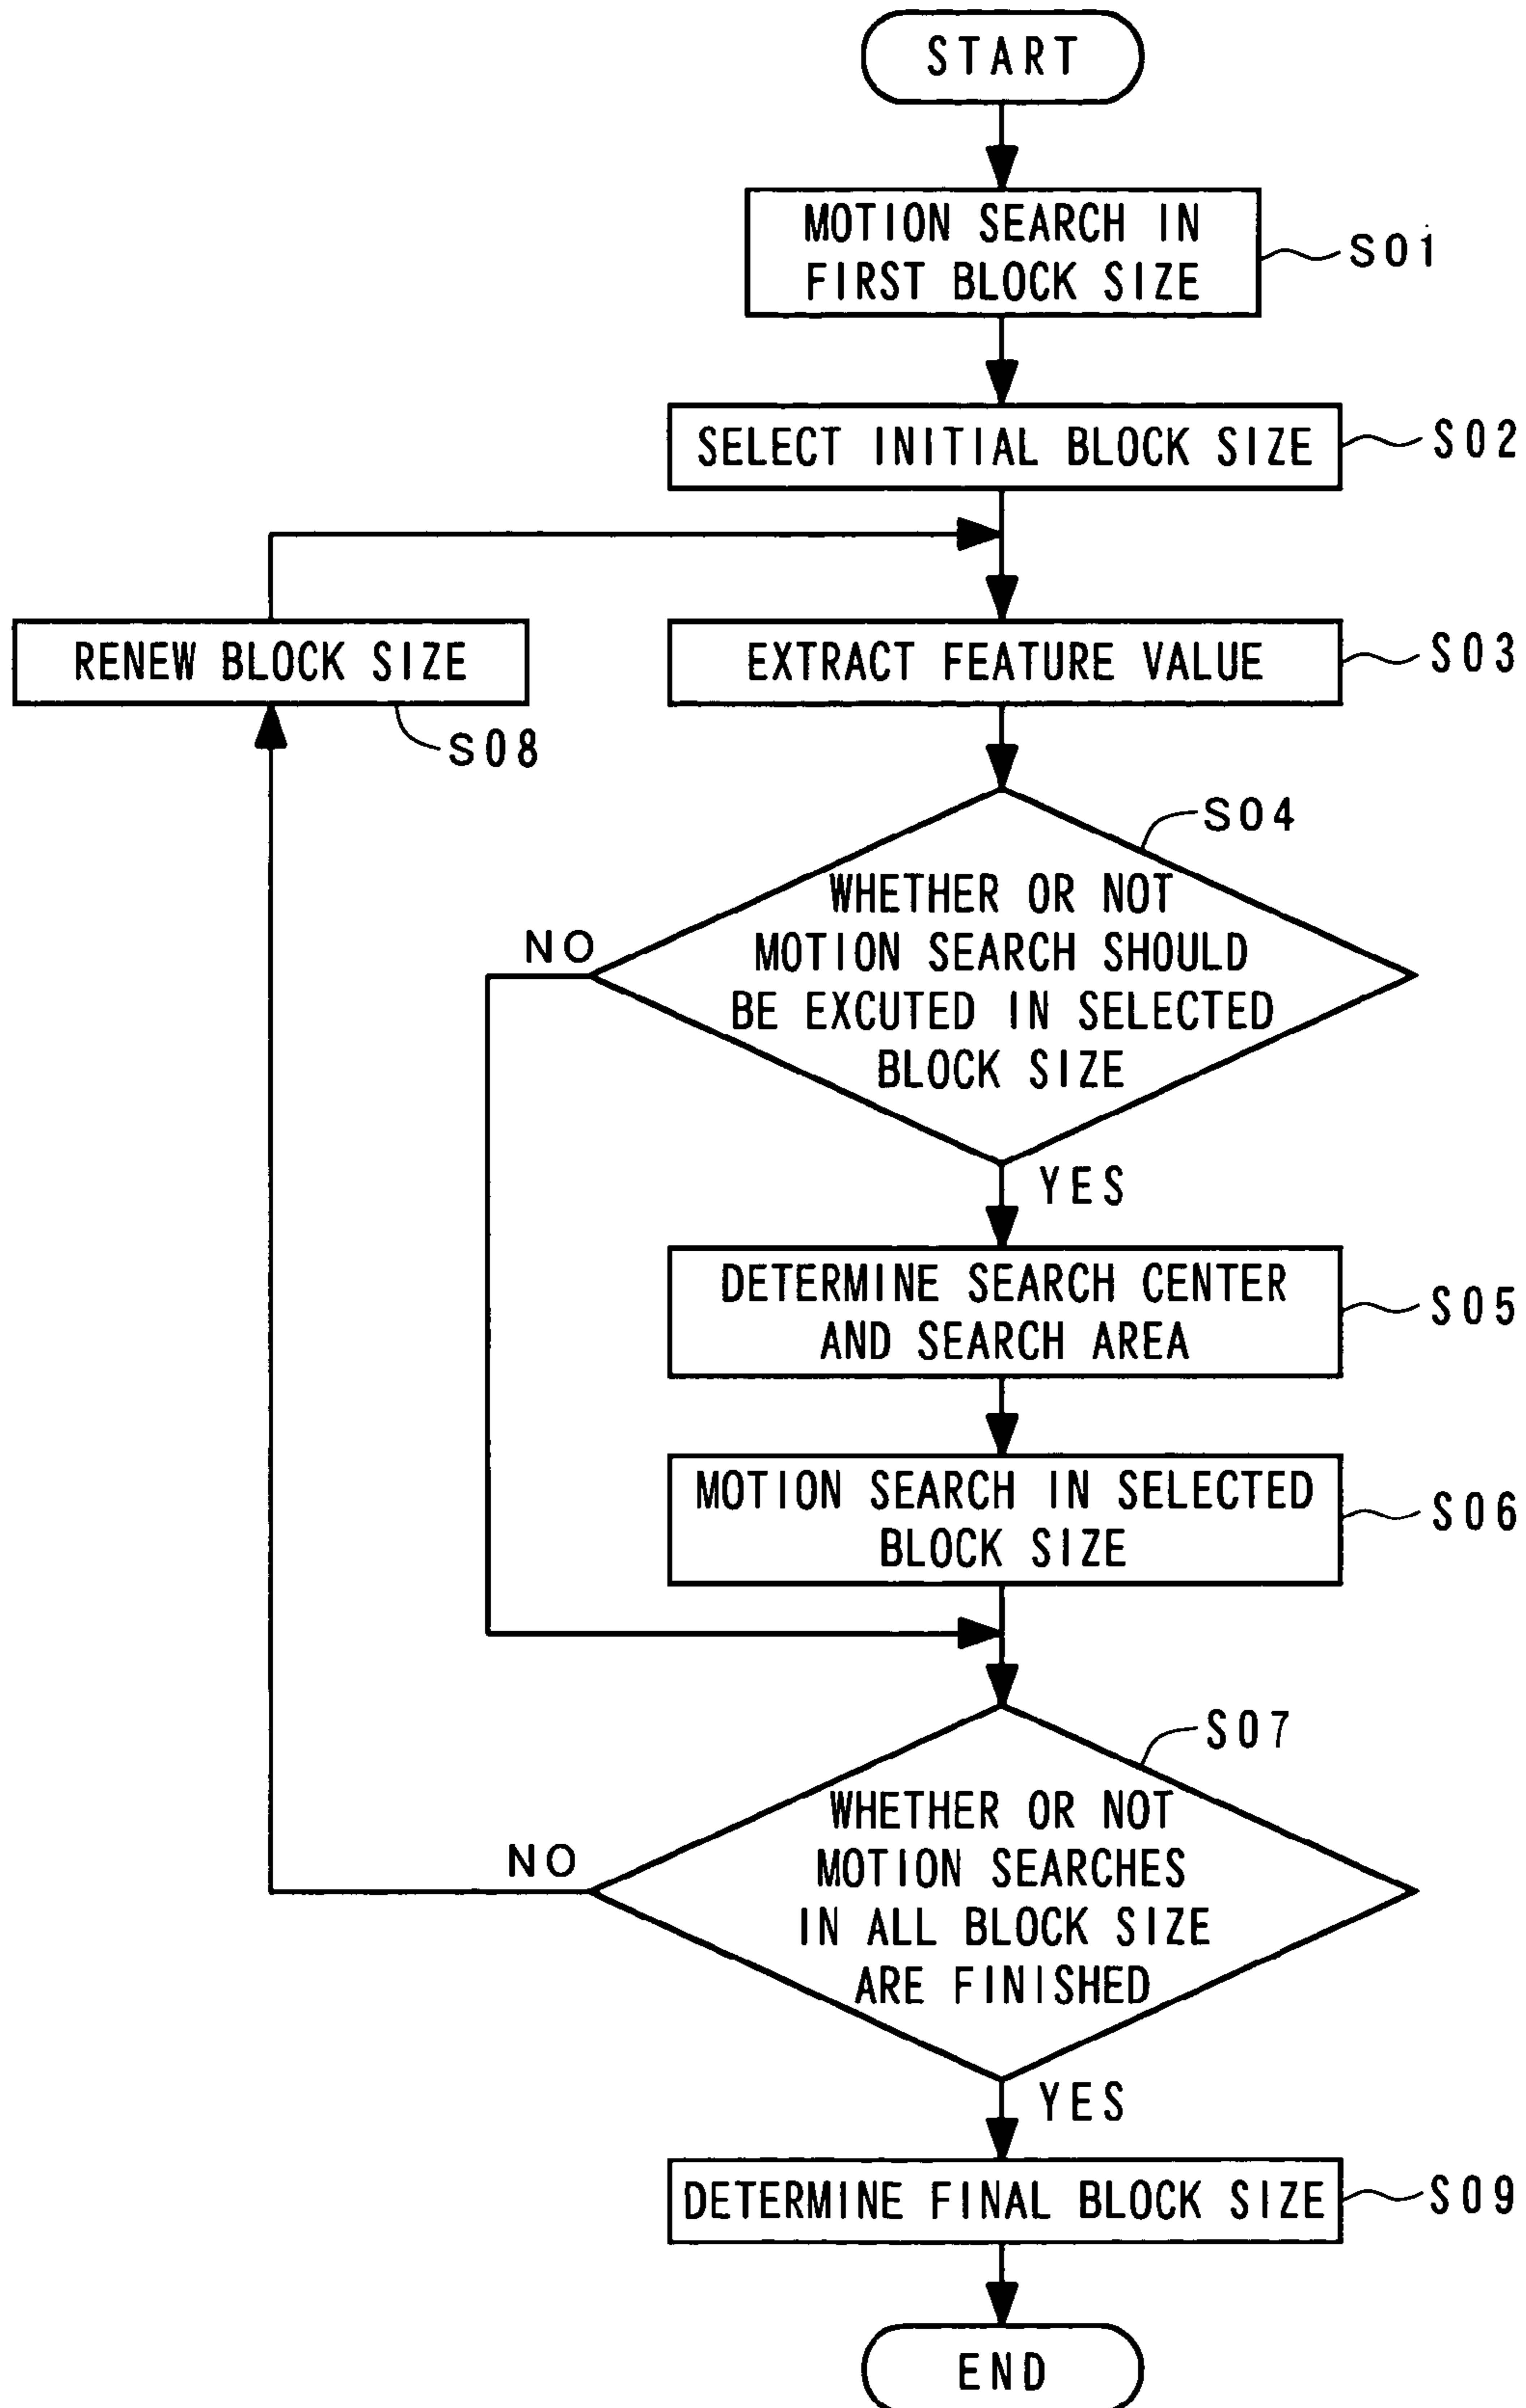 START
MOTION SEARCH IN
FIRST BLOCK SIZE
S01
SELECT INITIAL BLOCK SIZE
S02
RENEW BLOCK SIZE
S08
EXTRACT FEATURE VALUE
S03
S04
WHETHER OR NOT
MOTION SEARCH SHOULD
BE EXCUTED IN SELECTED
BLOCK SIZE
NO
YES
DETERMINE SEARCH CENTER
AND SEARCH AREA
S05
MOTION SEARCH IN SELECTED
BLOCK SIZE
S06
S07
WHETHER OR NOT
MOTION SEARCHES
IN ALL BLOCK SIZE
ARE FINISHED
NO
YES
DETERMINE FINAL BLOCK SIZE
S09
END